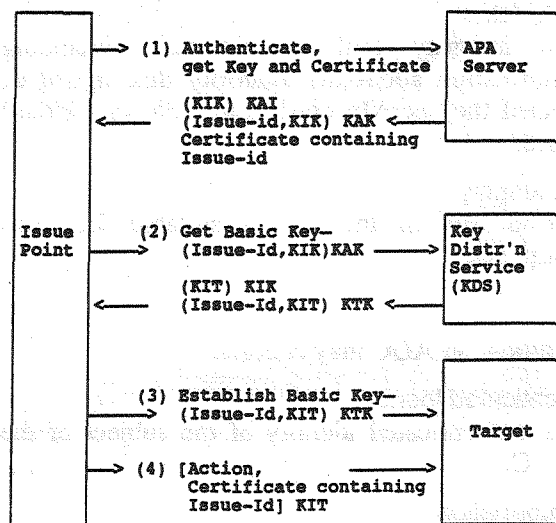 (1) Authenticate,
get Key and Certificate
APA
Server
(KIK) KAI
(Issue-id,KIK) KAK
Certificate containing
Issue-id
Issue
Point
(2) Get Basic Key—
(Issue-Id,KIK)KAK
Key
Distr'n
Service
(KDS)
(KIT) KIK
(Issue-Id,KIT) KTK
(3) Establish Basic Key—
(Issue-Id,KIT) KTK
Target
(4) [Action,
Certificate containing
Issue-Id] KIT